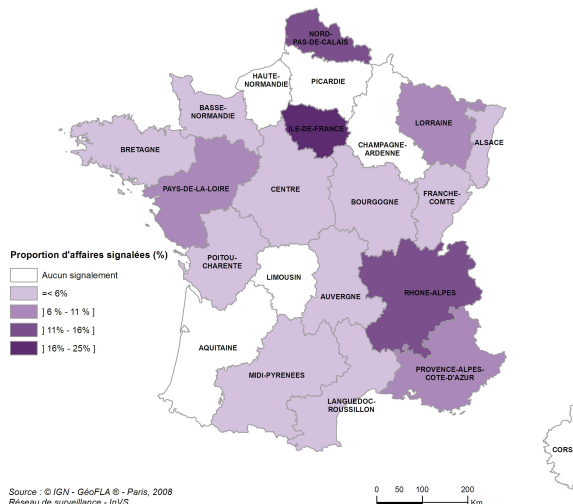 NORD-
PAS-DE-CALAIS
HAUTE-
NORMANDIE
PICARDIE
BASSE-
NORMANDIE
ILE-DE-FRANCE
LORRAINE
CHAMPAGNE-
ARDENNE
ALSACE
BRETAGNE
PAYS-DE-LA-LOIRE
CENTRE
BOURGOGNE
FRANCHE-
COMTE
POITOU-
CHARENTE
LIMOUSIN
AUVERGNE
RHONE-ALPES
AQUITAINE
MIDI-PYRENEES
LANGUEDOC-
ROUSSILLON
PROVENCE-ALPES-
COTE-D'AZUR
CORS
Proportion d'affaires signalées (%)
Aucun signalement
=< 6%
] 6 % - 11 % ]
] 11% - 16% ]
] 16% - 25% ]
Source : © IGN - GéoFLA ® - Paris, 2008
Réseau de surveillance - InVS
0 50 100 200
Km